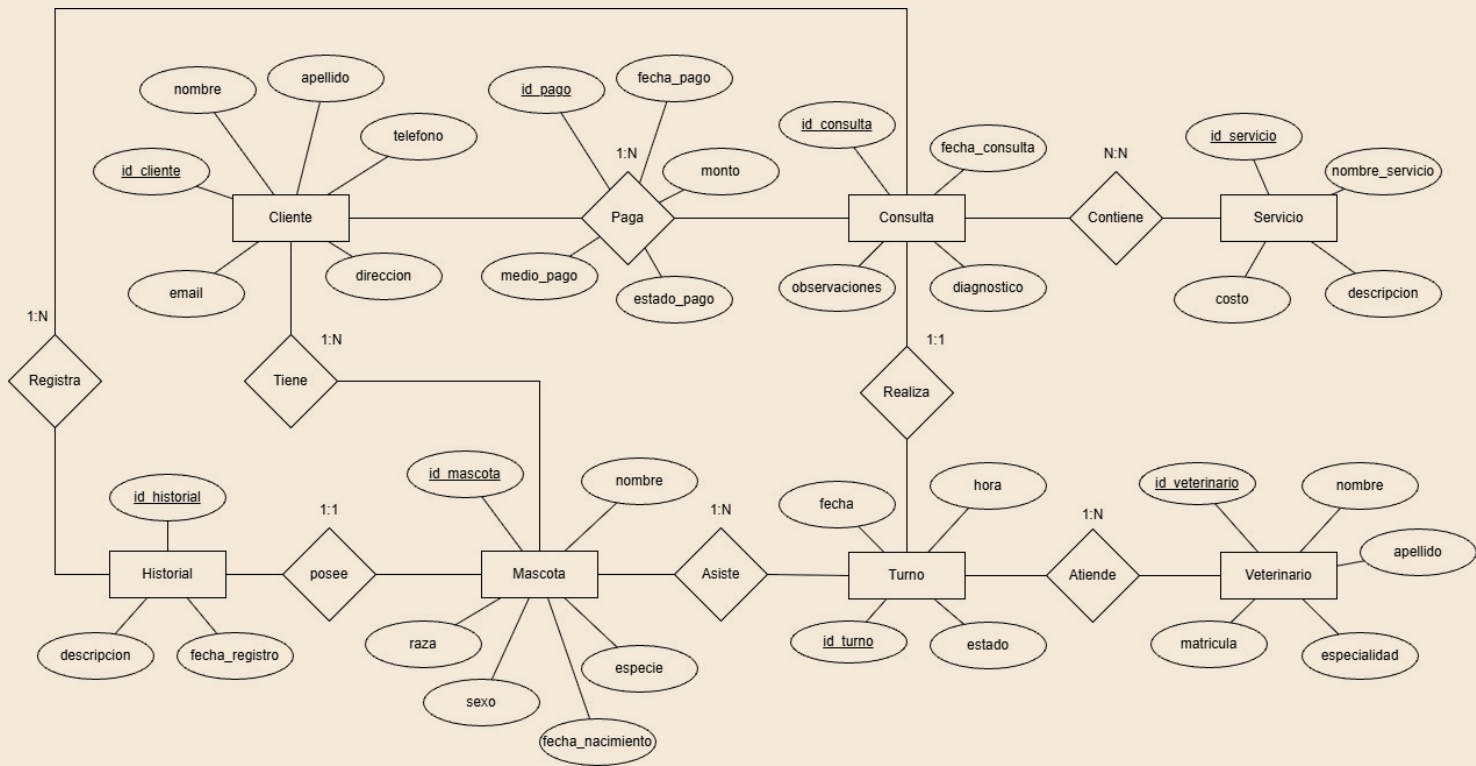 apellido
fecha_pago
nombre
id_pago
id_consulta
telefono
id_servicio
fecha_consulta
1:N
N:N
id_cliente
monto
nombre_servicio
Cliente
Paga
Consulta
Contiene
Servicio
direccion
medio_pago
email
observaciones
diagnostico
descripcion
estado_pago
costo
1:N
1:N
1:1
Registra
Tiene
Realiza
id_mascota
nombre
id_veterinario
nombre
hora
id_historial
fecha
1:1
1:N
1:N
apellido
Historial
posee
Mascota
Asiste
Turno
Atiende
Veterinario
raza
id_turno
estado
matricula
descripcion
fecha_registro
especie
especialidad
sexo
fecha_nacimiento